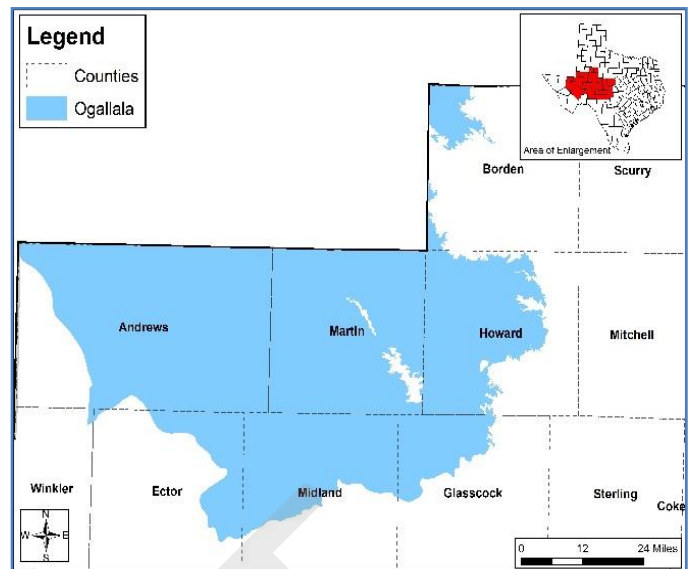 Legend
Counties
Ogallala
Area of Enlargement
Borden
Scurry
Andrews
Martin
Howard
Mitchell
Winkler
Ector
Midland
Glasscock
Sterling
Coke
N
W E
S
0 12 24 Miles